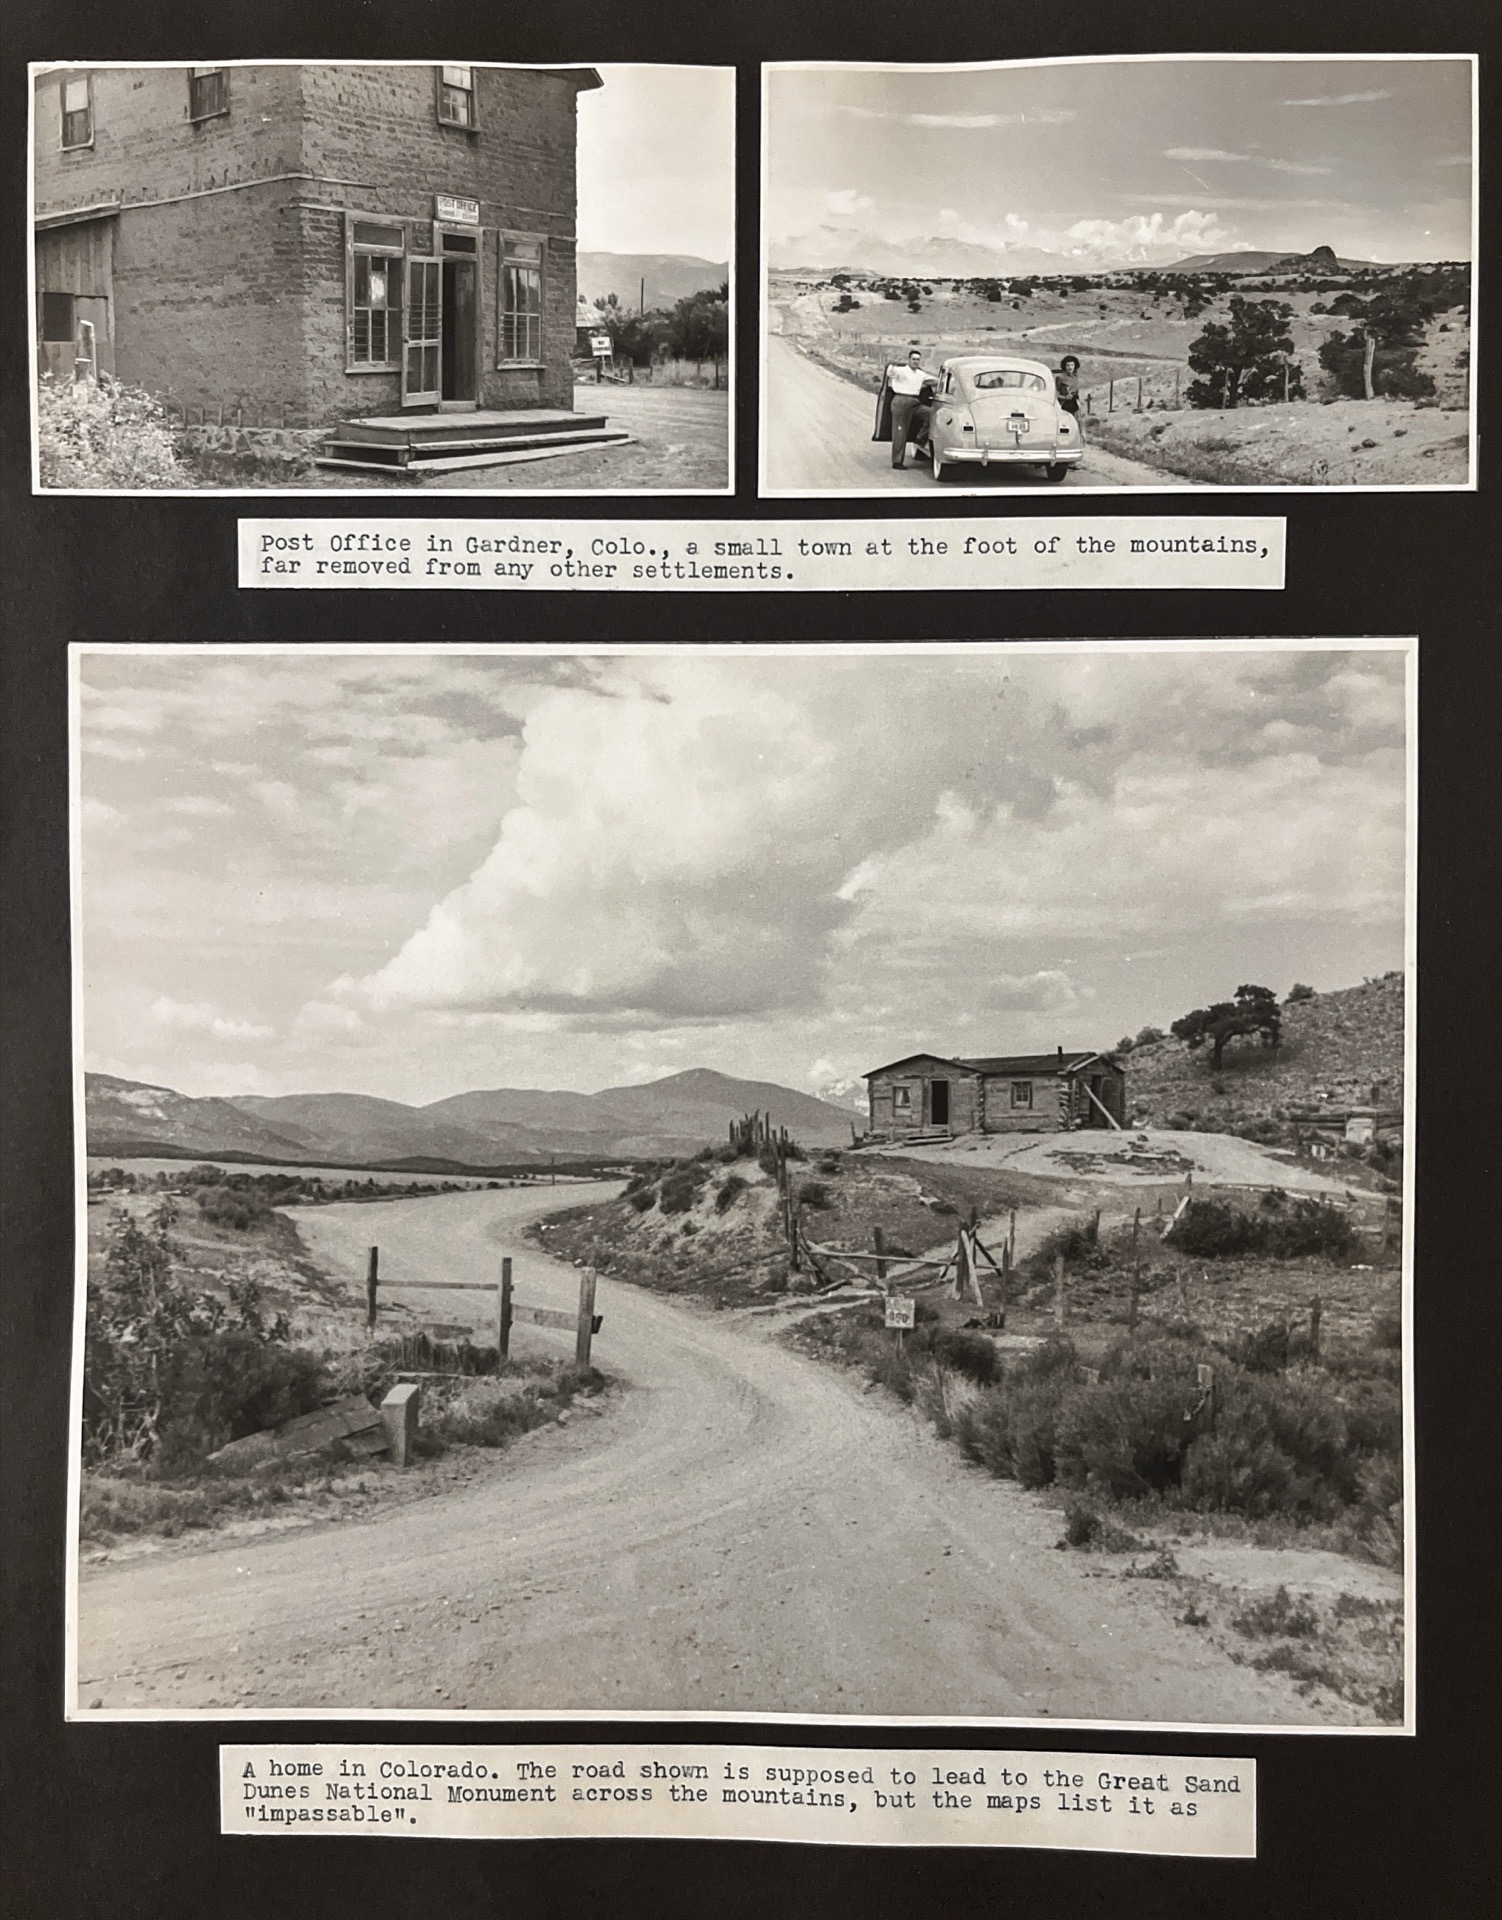 POST OFFICE
Post Office in Gardner, Colo., a small town at the foot of the mountains,
far removed from any other settlements.
A home in Colorado. The road shown is supposed to lead to the Great Sand
Dunes National Monument across the mountains, but the maps list it as
"impassable".